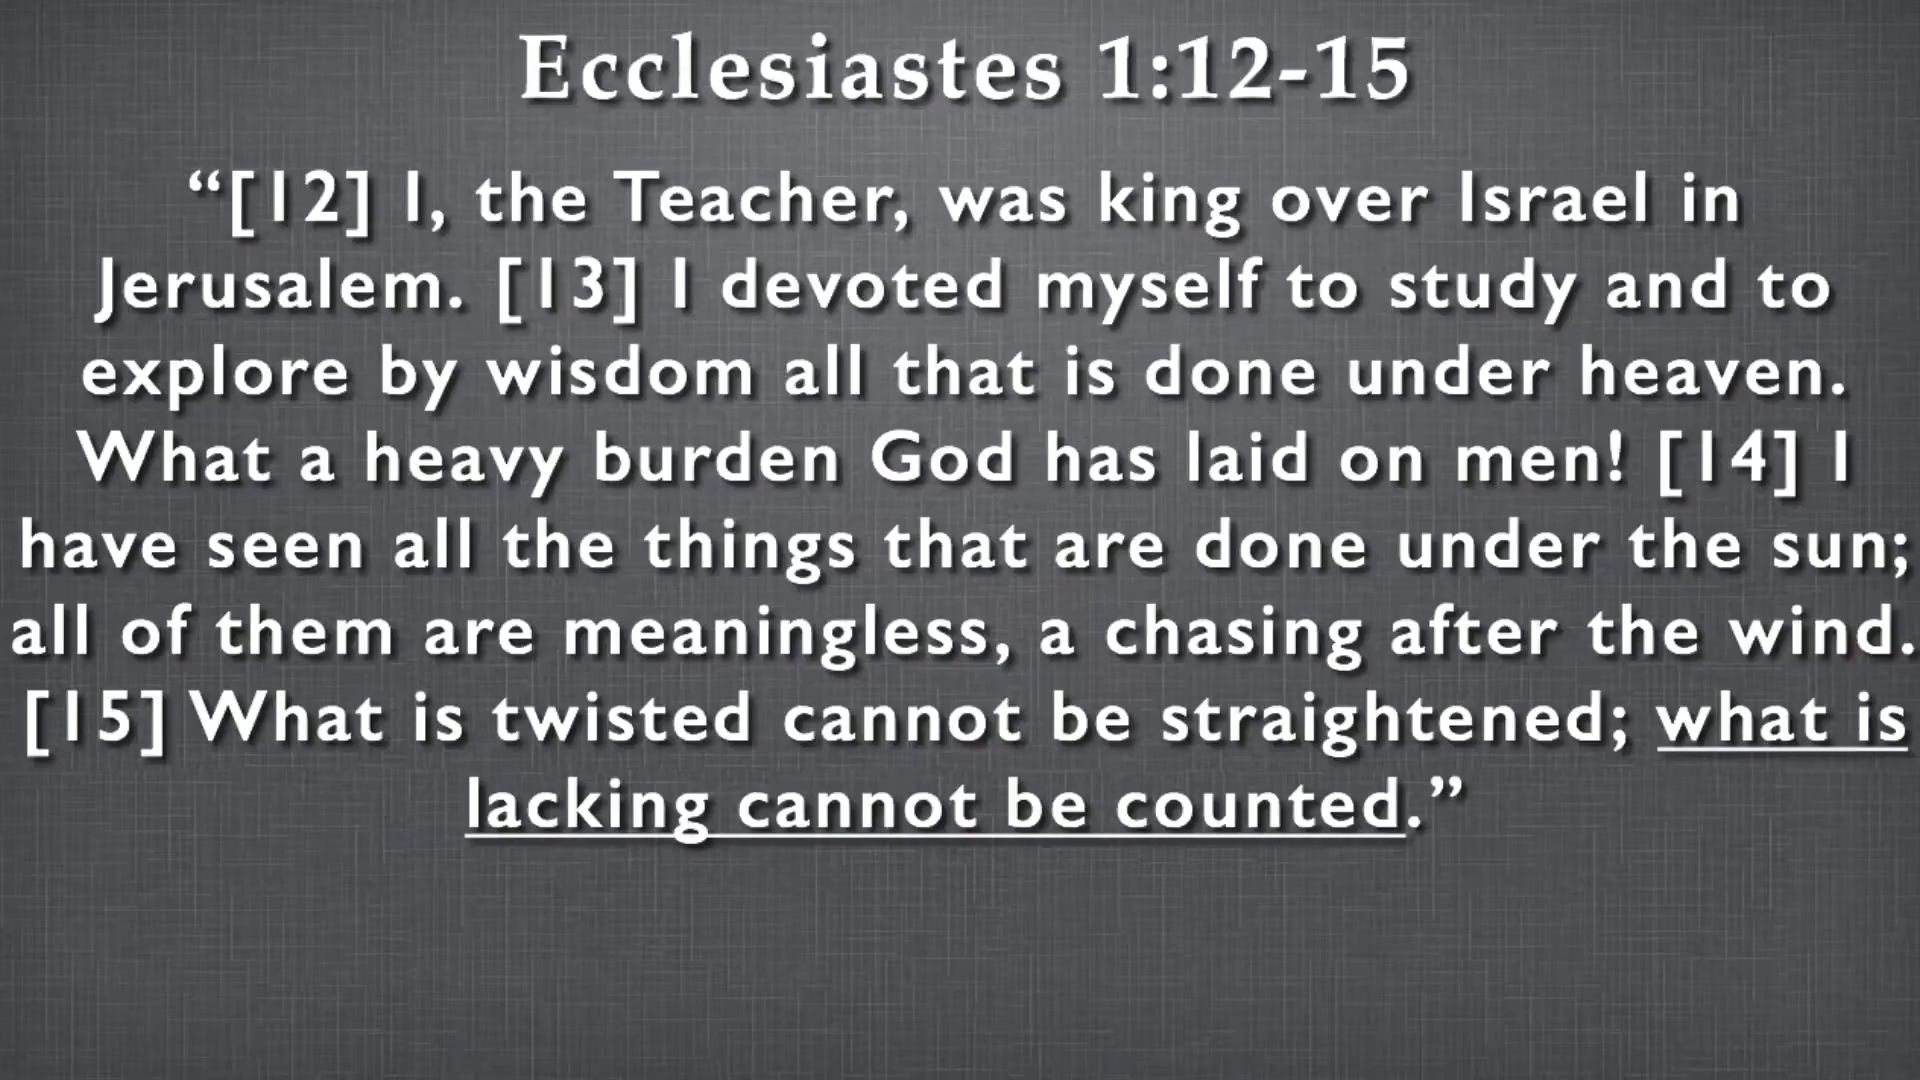 Ecclesiastes 1:12-15
“[12] I, the Teacher, was king over Israel in
Jerusalem. [13] I devoted myself to study and to
explore by wisdom all that is done under heaven.
What a heavy burden God has laid on men! [14] I
have seen all the things that are done under the sun;
all of them are meaningless, a chasing after the wind.
[15] What is twisted cannot be straightened; what is
lacking cannot be counted.”